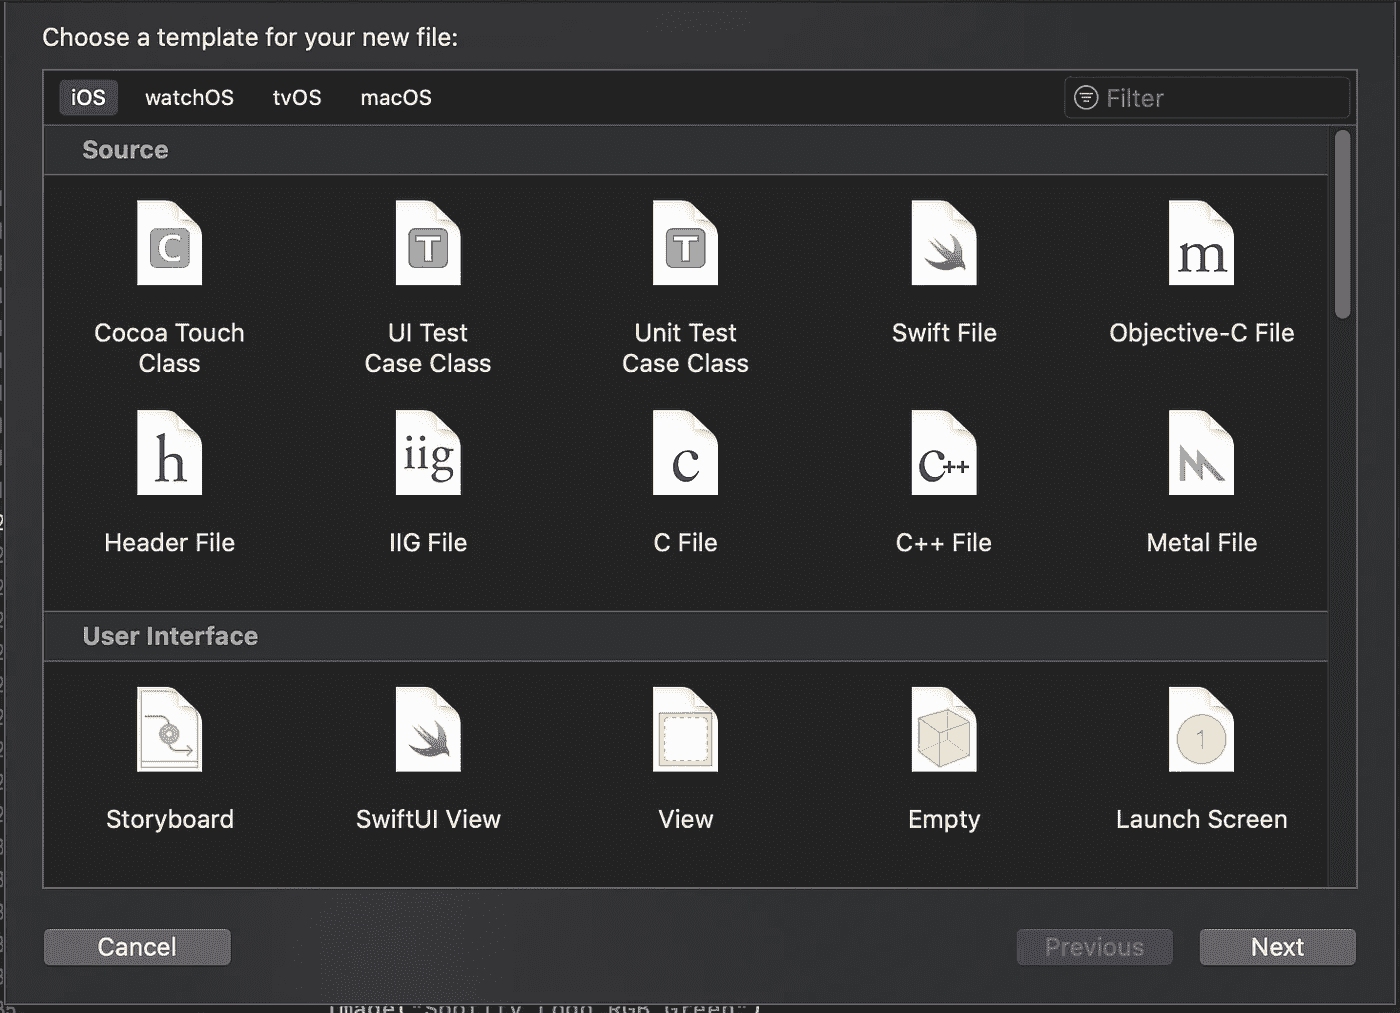 Choose a template for your new file:
iOS watchOS tvOS macOS Filter
Source
C T T m
Cocoa Touch Class
UI Test Case Class
Unit Test Case Class
Swift File
Objective-C File
h iig c c++
Header File IIG File C File C++ File Metal File
User Interface
1
Storyboard SwiftUI View View Empty Launch Screen
Cancel Previous Next